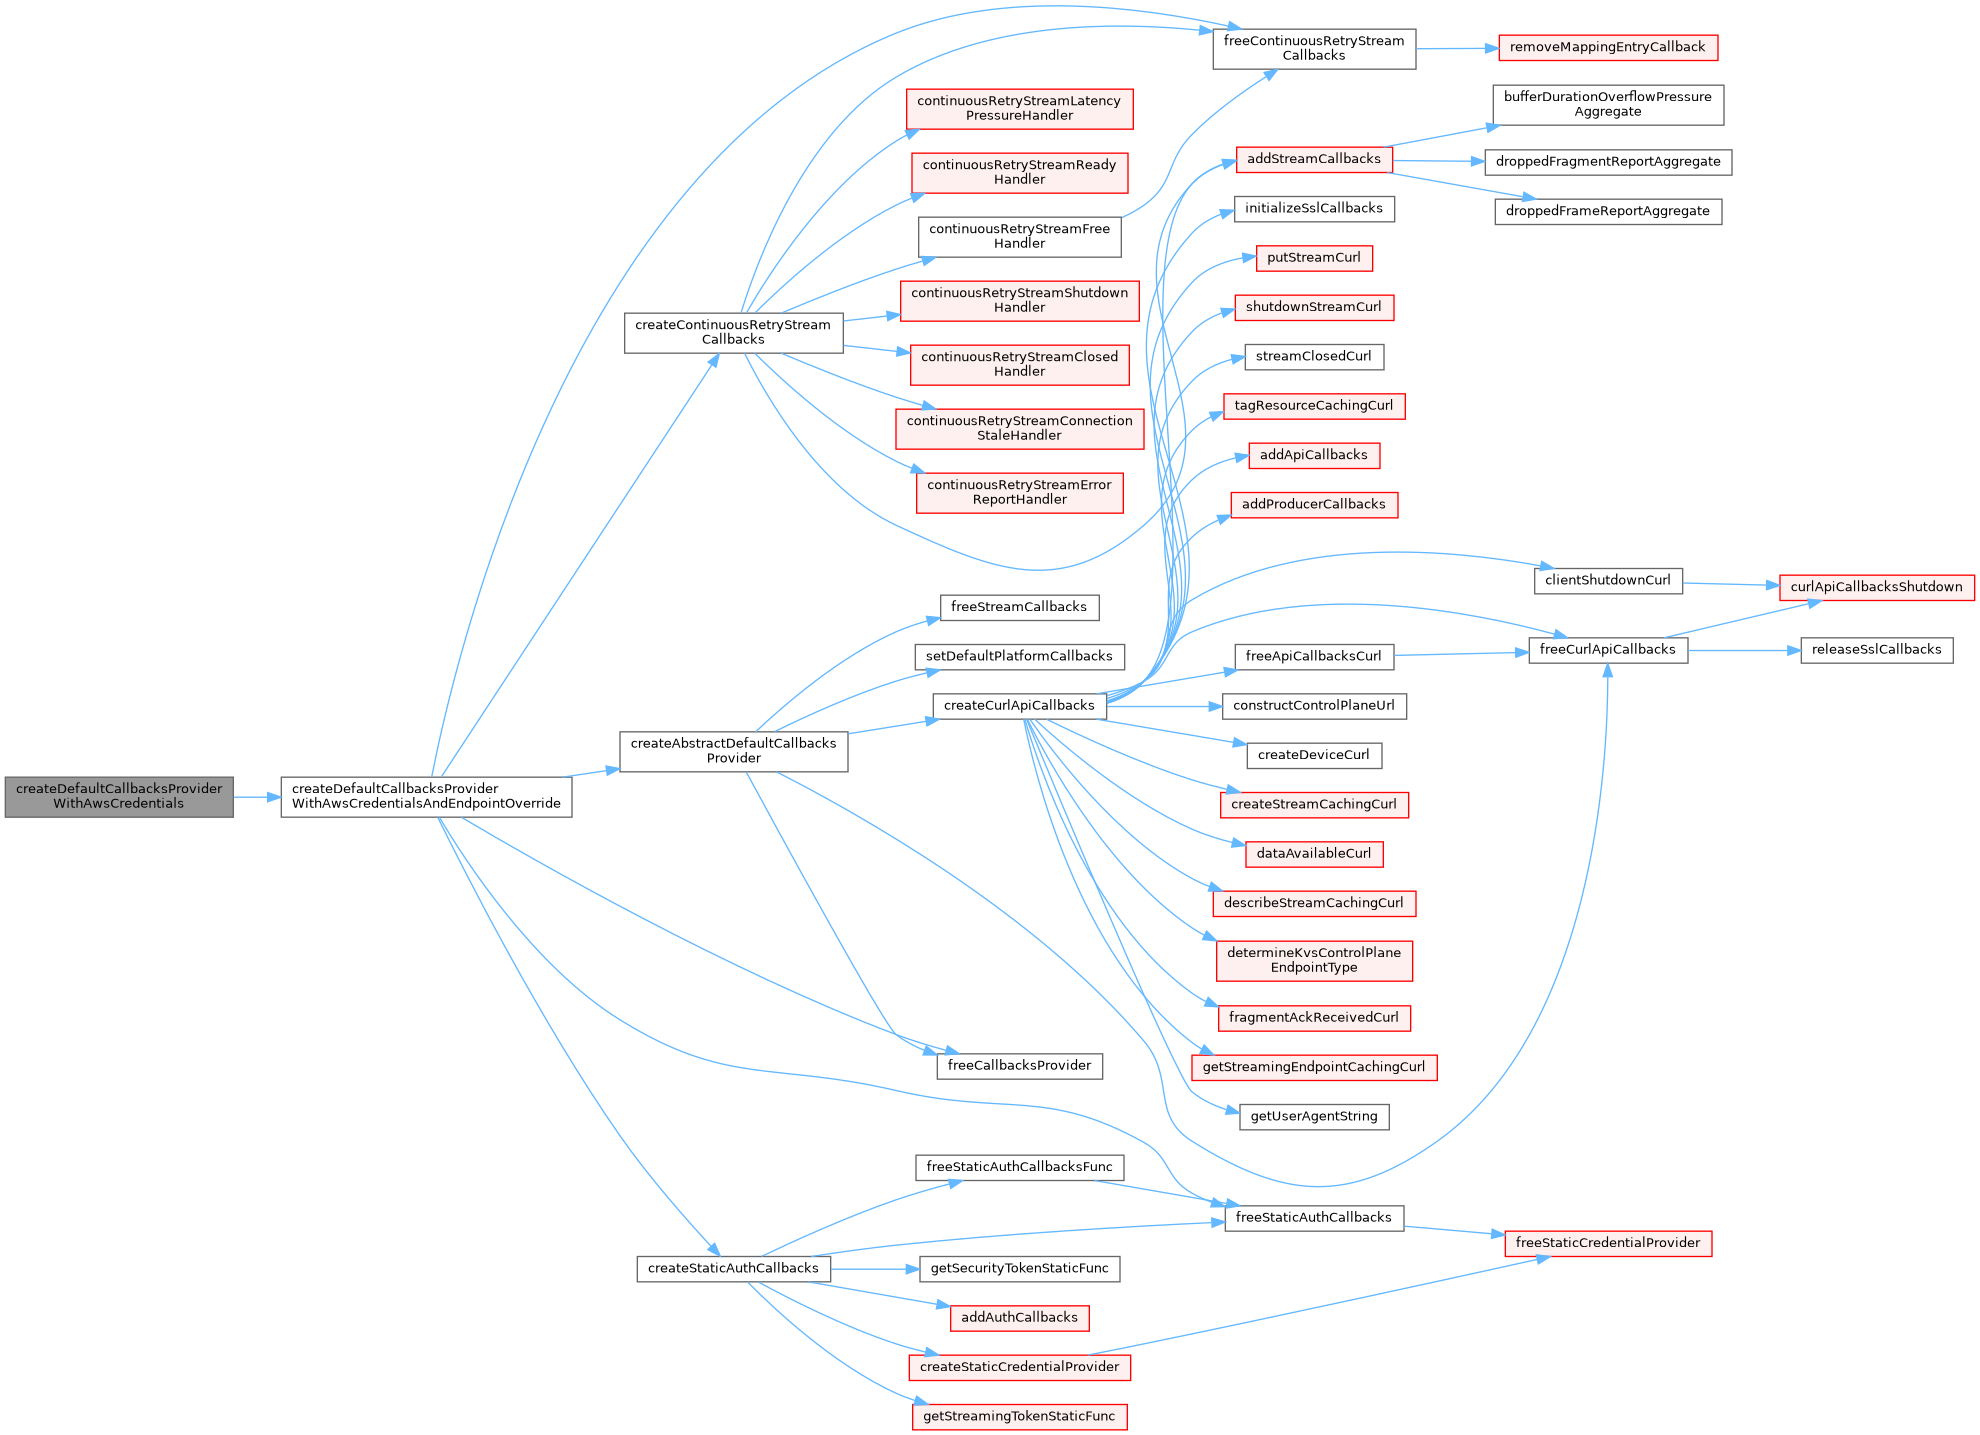 createDefaultCallbacksProvider
WithAwsCredentials
createDefaultCallbacksProvider
WithAwsCredentialsAndEndpointOverride
createContinuousRetryStream
Callbacks
createAbstractDefaultCallbacks
Provider
createStaticAuthCallbacks
continuousRetryStreamLatency
PressureHandler
continuousRetryStreamReady
Handler
continuousRetryStreamFree
Handler
continuousRetryStreamShutdown
Handler
continuousRetryStreamClosed
Handler
continuousRetryStreamConnection
StaleHandler
continuousRetryStreamError
ReportHandler
freeStreamCallbacks
setDefaultPlatformCallbacks
createCurlApiCallbacks
freeCallbacksProvider
freeStaticAuthCallbacksFunc
getSecurityTokenStaticFunc
addAuthCallbacks
createStaticCredentialProvider
getStreamingTokenStaticFunc
freeContinuousRetryStream
Callbacks
addStreamCallbacks
initializeSslCallbacks
putStreamCurl
shutdownStreamCurl
streamClosedCurl
tagResourceCachingCurl
addApiCallbacks
addProducerCallbacks
freeApiCallbacksCurl
constructControlPlaneUrl
createDeviceCurl
createStreamCachingCurl
dataAvailableCurl
describeStreamCachingCurl
determineKvsControlPlane
EndpointType
fragmentAckReceivedCurl
getStreamingEndpointCachingCurl
getUserAgentString
freeStaticAuthCallbacks
removeMappingEntryCallback
bufferDurationOverflowPressure
Aggregate
droppedFragmentReportAggregate
droppedFrameReportAggregate
clientShutdownCurl
freeCurlApiCallbacks
freeStaticCredentialProvider
curlApiCallbacksShutdown
releaseSslCallbacks